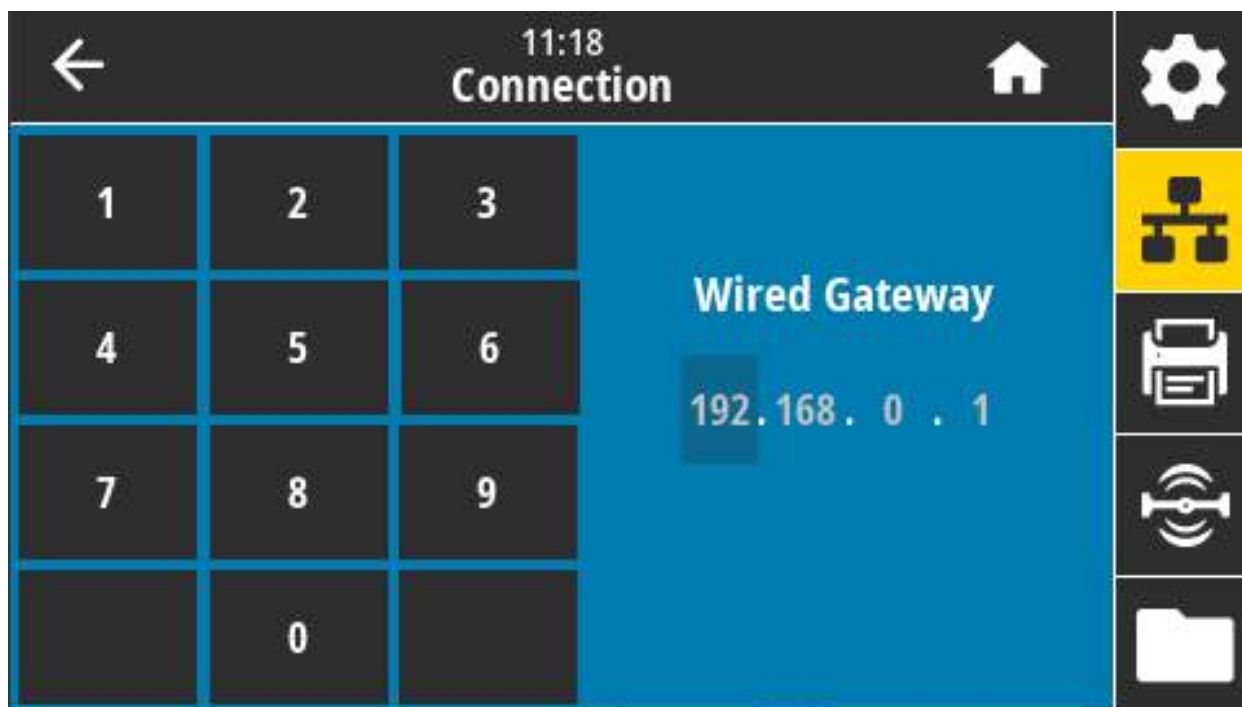 11:18
Connection
1 2 3
Wired Gateway
4 5 6
192.168. 0 . 1
7 8 9
0